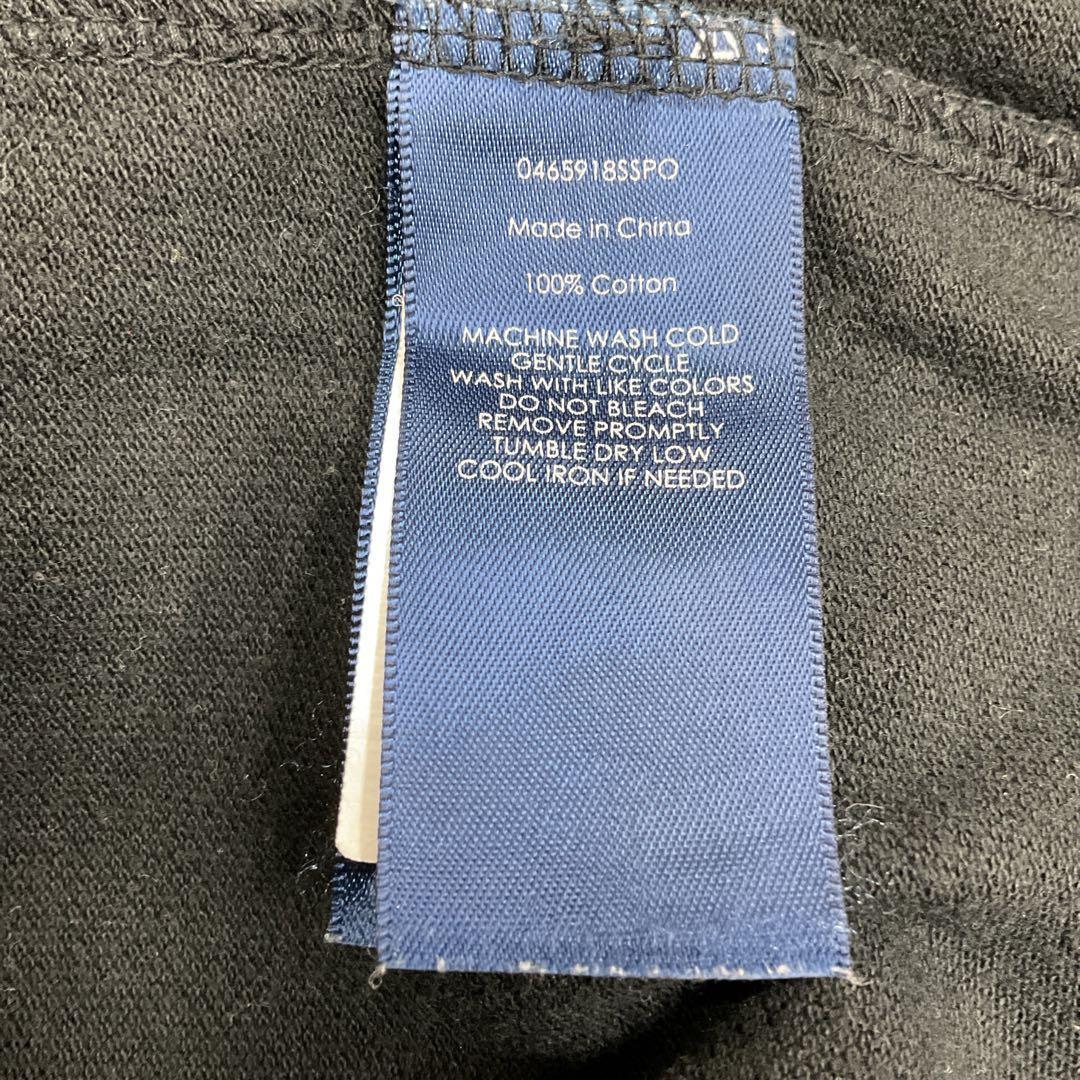 0465918SSPO
Made in China
100% Cotton
MACHINE WASH COLD
GENTLE CYCLE
WASH WITH LIKE COLORS
DO NOT BLEACH
REMOVE PROMPTLY
TUMBLE DRY LOW
COOL IRON IF NEEDED